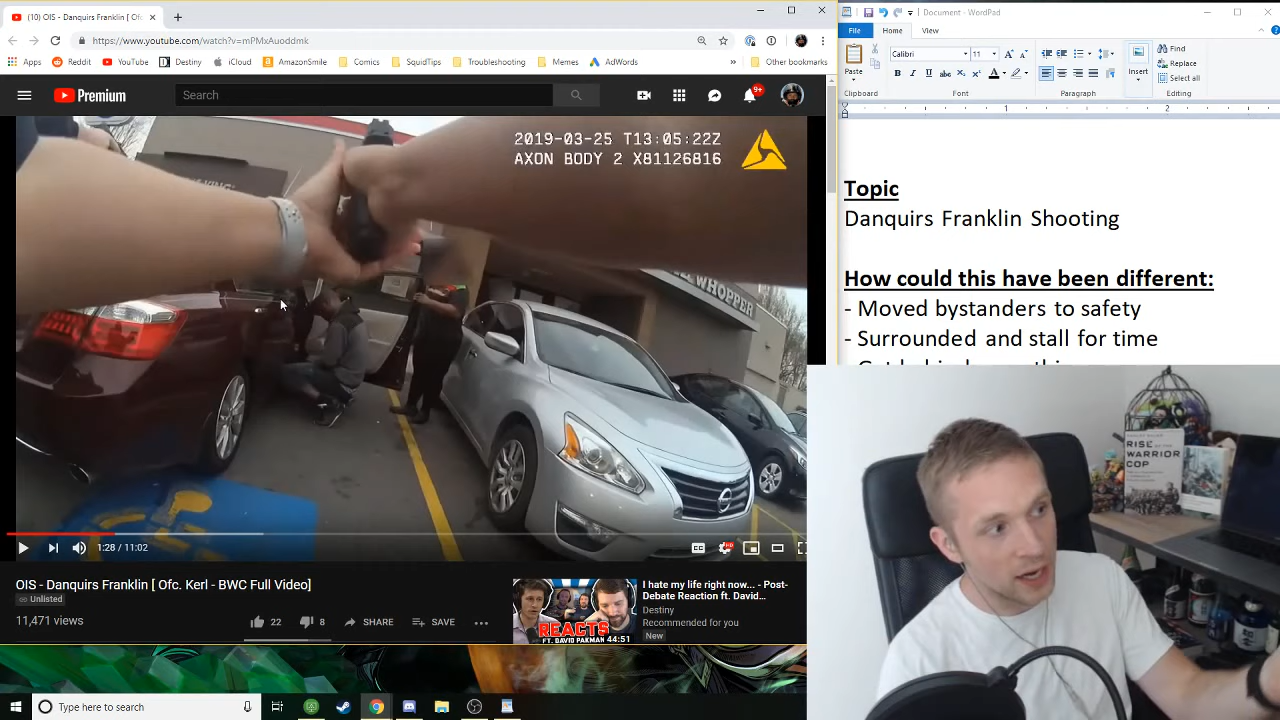 (10) OIS - Danquirs Franklin [ Ofc.
https://www.youtube.com/watch?v=mPMxAuoddmk
Apps Reddit YouTube Destiny iCloud AmazonSmile Comics SquidTips Troubleshooting Memes AdWords » Other bookmarks
Premium
Search
9+
2019-03-25 T13:05:22Z
AXON BODY 2 X81126816
WHOPPER
1:28 / 11:02
CC
HD
OIS - Danquirs Franklin [ Ofc. Kerl - BWC Full Video]
Unlisted
11,471 views
22 8 SHARE SAVE
REACTS
FT. DAVID PAKMAN
44:51
I hate my life right now... - Post-
Debate Reaction ft. David...
Destiny
Recommended for you
New
Type here to search
Document - WordPad
File Home View
Paste
Clipboard
Calibri 11
Font
Paragraph
Insert
Find
Replace
Select all
Editing
1 2
Topic
Danquirs Franklin Shooting
How could this have been different:
- Moved bystanders to safety
- Surrounded and stall for time
RISE OF THE
WARRIOR
COP